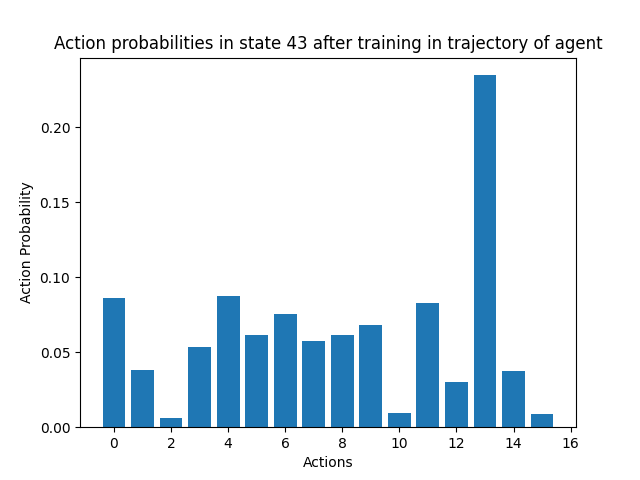 Action probabilities in state 43 after training in trajectory of agent
Action Probability
0.20
0.15
0.10
0.05
0.00
0 2 4 6 8 10 12 14 16
Actions